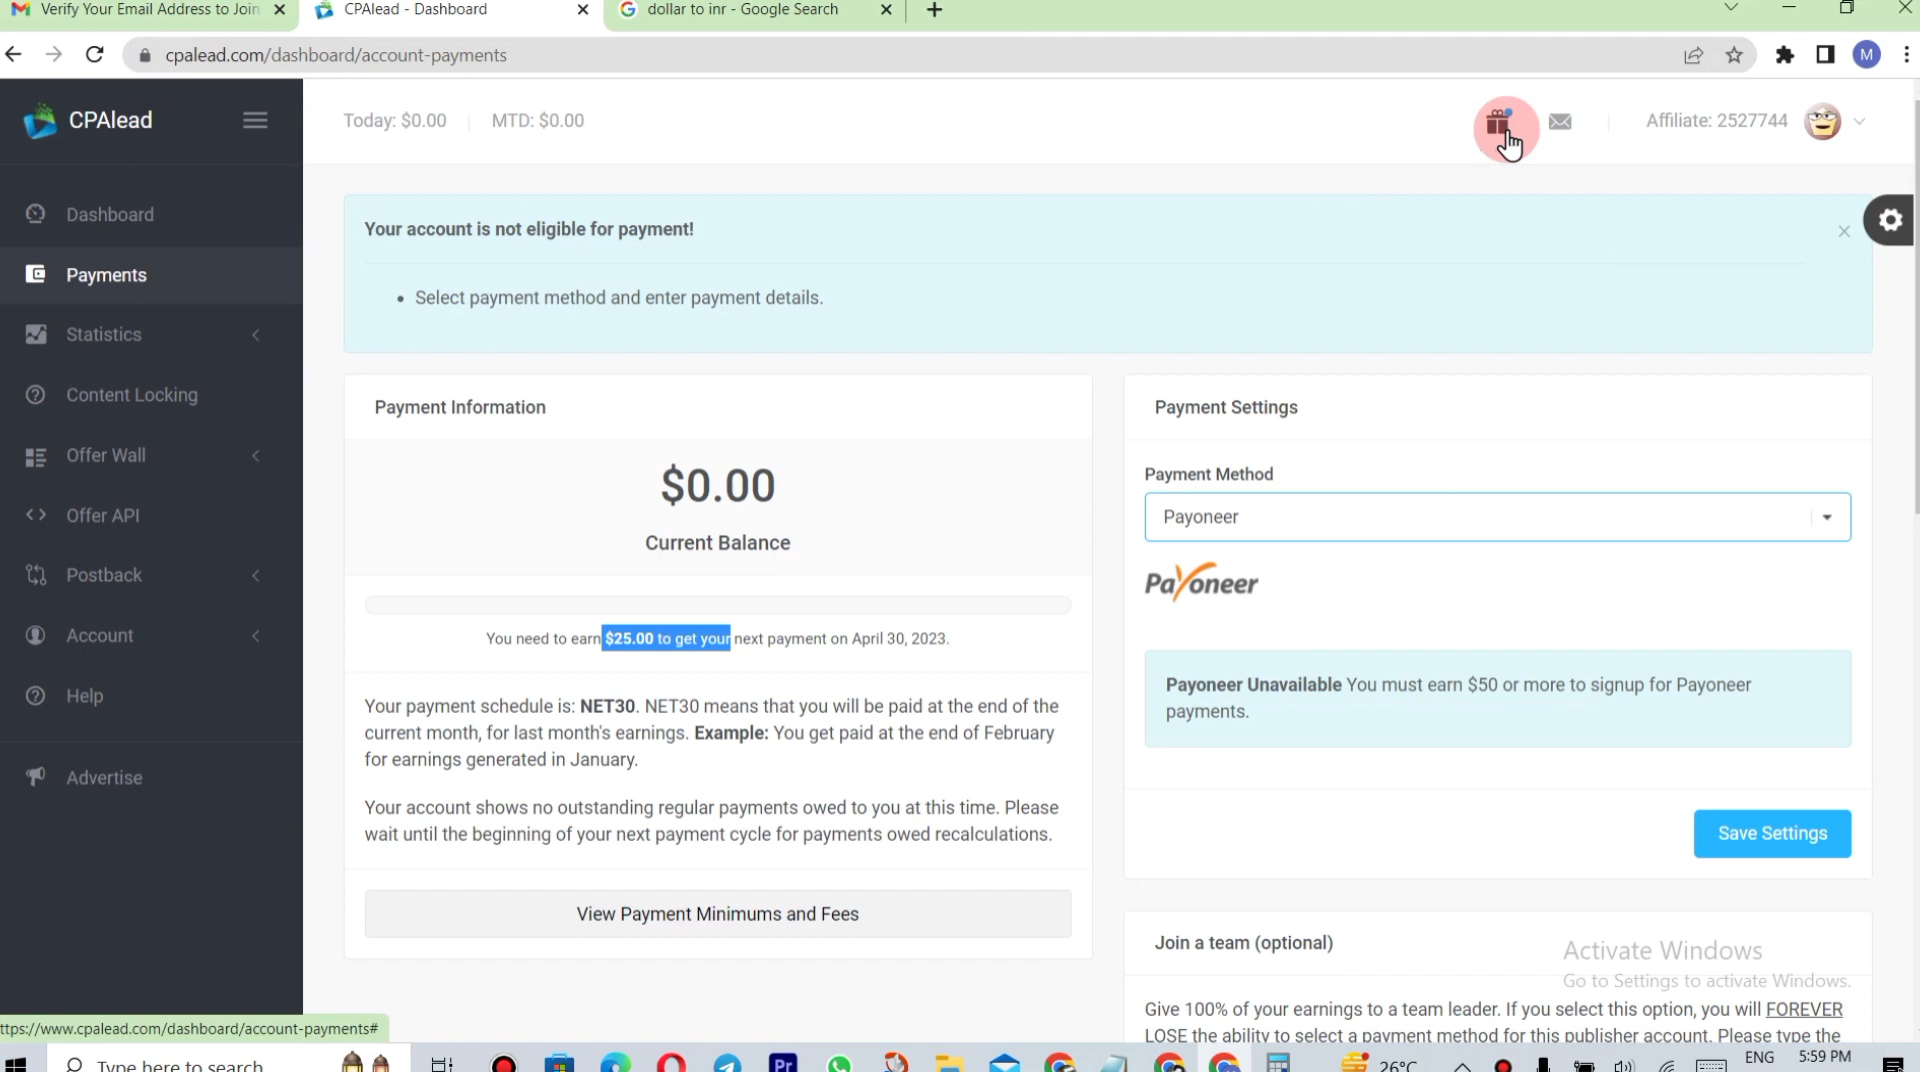 Verify Your Email Address to Join
CPAlead - Dashboard
dollar to inr - Google Search
cpalead.com/dashboard/account-payments
M
CPAlead
Today: $0.00
MTD: $0.00
Affiliate: 2527744
Dashboard
Payments
Statistics
Content Locking
Offer Wall
Offer API
Postback
Account
Help
Advertise
Your account is not eligible for payment!
Select payment method and enter payment details.
Payment Information
$0.00
Current Balance
You need to earn $25.00 to get your next payment on April 30, 2023.
Your payment schedule is: NET30. NET30 means that you will be paid at the end of the
current month, for last month's earnings. Example: You get paid at the end of February
for earnings generated in January.
Your account shows no outstanding regular payments owed to you at this time. Please
wait until the beginning of your next payment cycle for payments owed recalculations.
View Payment Minimums and Fees
Payment Settings
Payment Method
Payoneer
Payoneer
Payoneer Unavailable You must earn $50 or more to signup for Payoneer
payments.
Save Settings
Join a team (optional)
Activate Windows
Go to Settings to activate Windows.
Give 100% of your earnings to a team leader. If you select this option, you will FOREVER
LOSE the ability to select a payment method for this publisher account. Please type the
ttps://www.cpalead.com/dashboard/account-payments#
Type here to search
Pr
26°C
ENG
5:59 PM